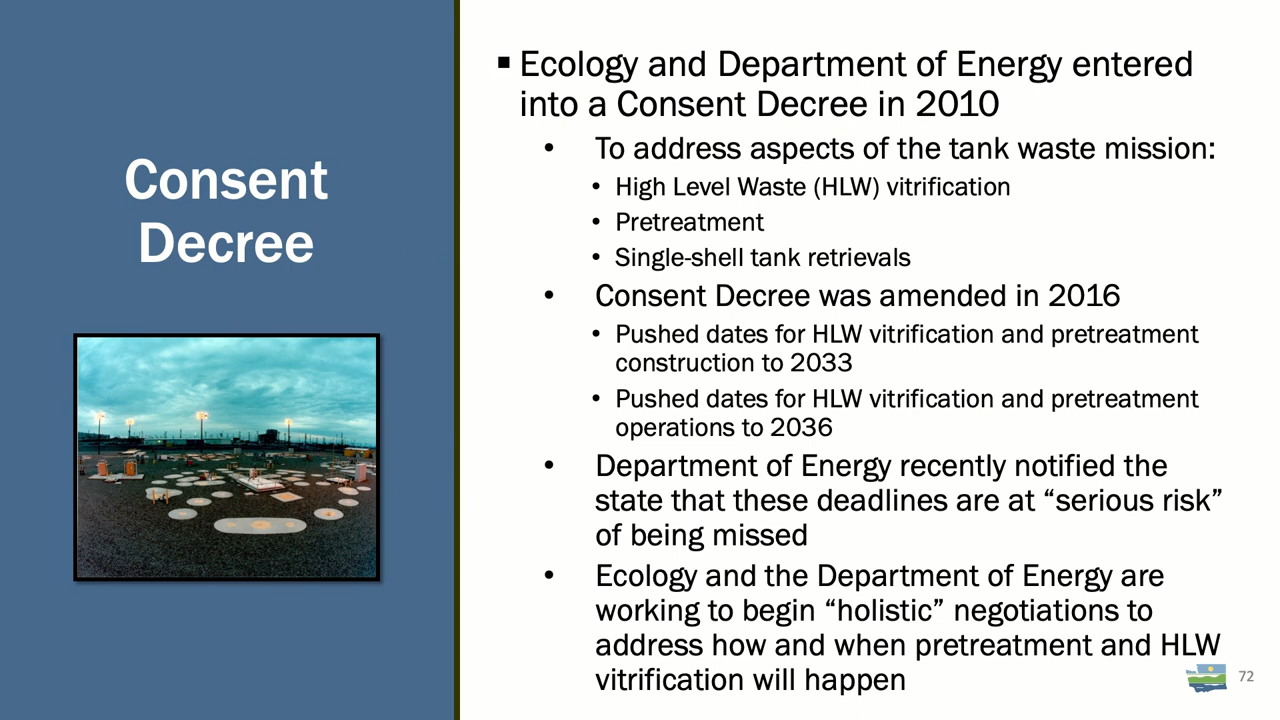 Consent
Decree
▪ Ecology and Department of Energy entered
into a Consent Decree in 2010
• To address aspects of the tank waste mission:
• High Level Waste (HLW) vitrification
• Pretreatment
• Single-shell tank retrievals
• Consent Decree was amended in 2016
• Pushed dates for HLW vitrification and pretreatment
construction to 2033
• Pushed dates for HLW vitrification and pretreatment
operations to 2036
• Department of Energy recently notified the
state that these deadlines are at “serious risk”
of being missed
• Ecology and the Department of Energy are
working to begin “holistic” negotiations to
address how and when pretreatment and HLW
vitrification will happen
72